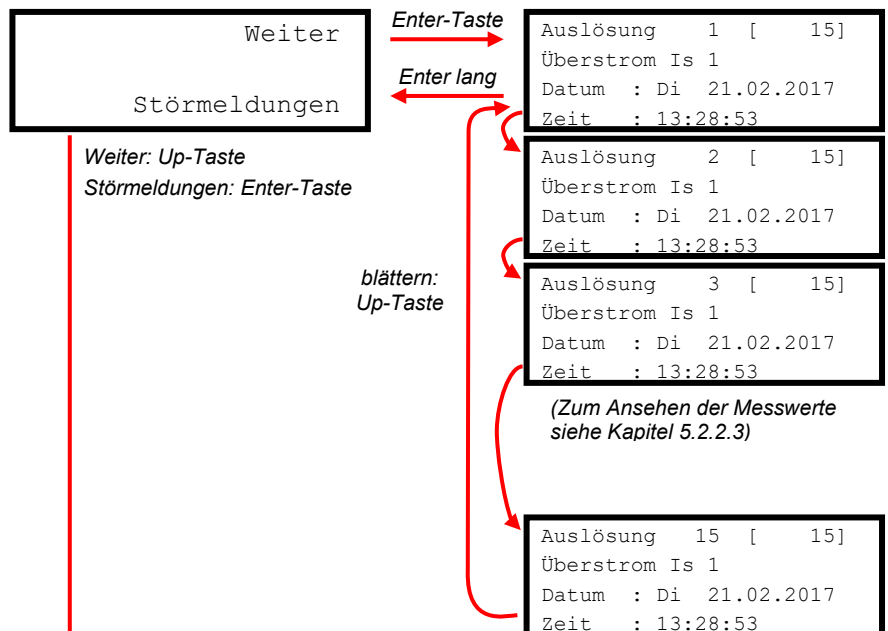 Weiter
Störmeldungen
Enter-Taste
Enter lang
Weiter: Up-Taste
Störmeldungen: Enter-Taste
Auslösung 1 [ 15]
Überstrom Is 1
Datum : Di 21.02.2017
Zeit : 13:28:53
Auslösung 2 [ 15]
Überstrom Is 1
Datum : Di 21.02.2017
Zeit : 13:28:53
blättern:
Up-Taste
Auslösung 3 [ 15]
Überstrom Is 1
Datum : Di 21.02.2017
Zeit : 13:28:53
(Zum Ansehen der Messwerte
siehe Kapitel 5.2.2.3)
Auslösung 15 [ 15]
Überstrom Is 1
Datum : Di 21.02.2017
Zeit : 13:28:53